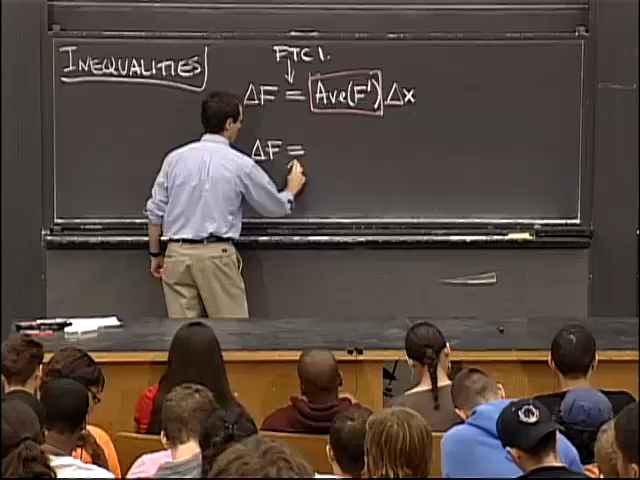 INEQUALITIES
FTC 1.
↓
ΔF = Ave(F') Δx
ΔF =